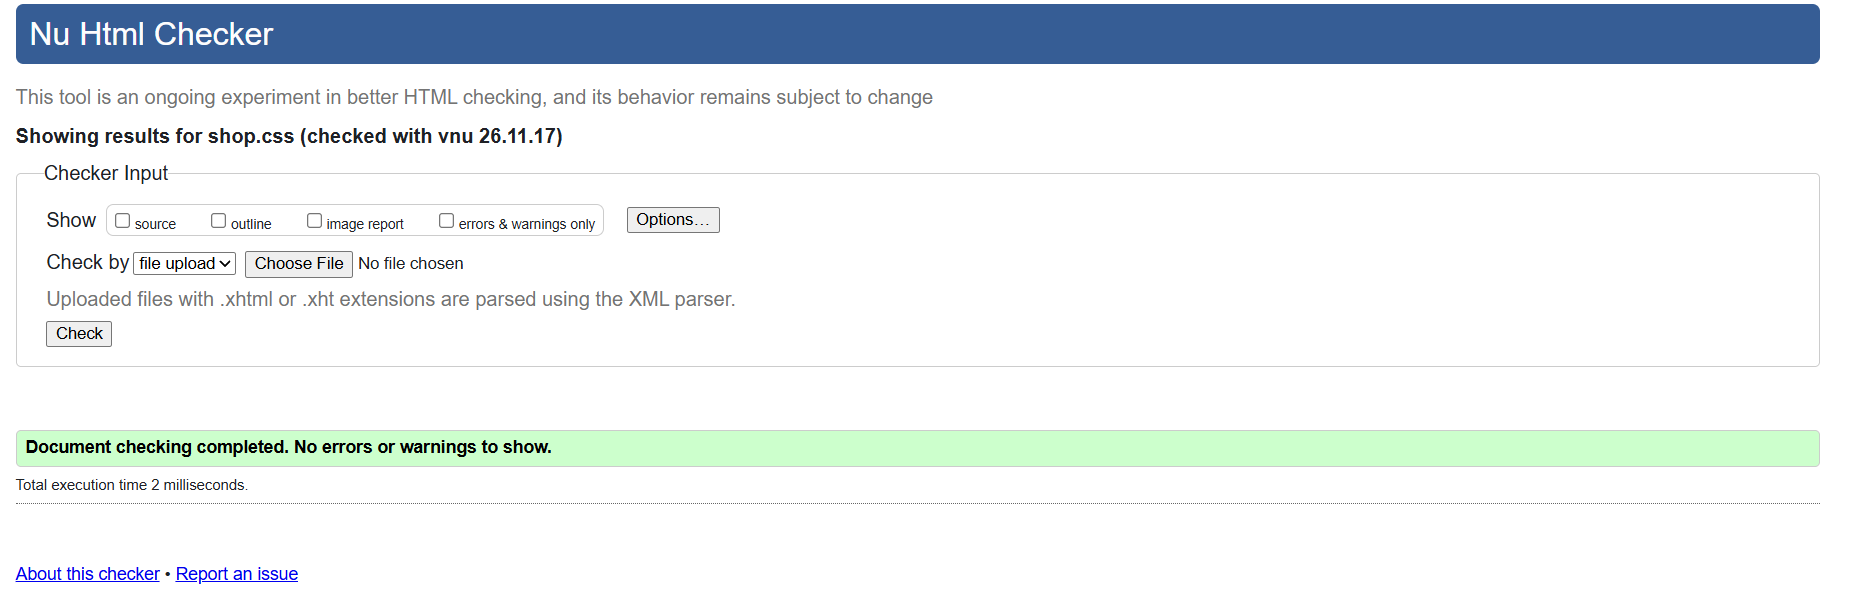 Nu Html Checker
This tool is an ongoing experiment in better HTML checking, and its behavior remains subject to change
Showing results for shop.css (checked with vnu 26.11.17)
Checker Input
Show source outline image report errors & warnings only Options...
Check by file upload Choose File No file chosen
Uploaded files with .xhtml or .xht extensions are parsed using the XML parser.
Check
Document checking completed. No errors or warnings to show.
Total execution time 2 milliseconds.
About this checker • Report an issue